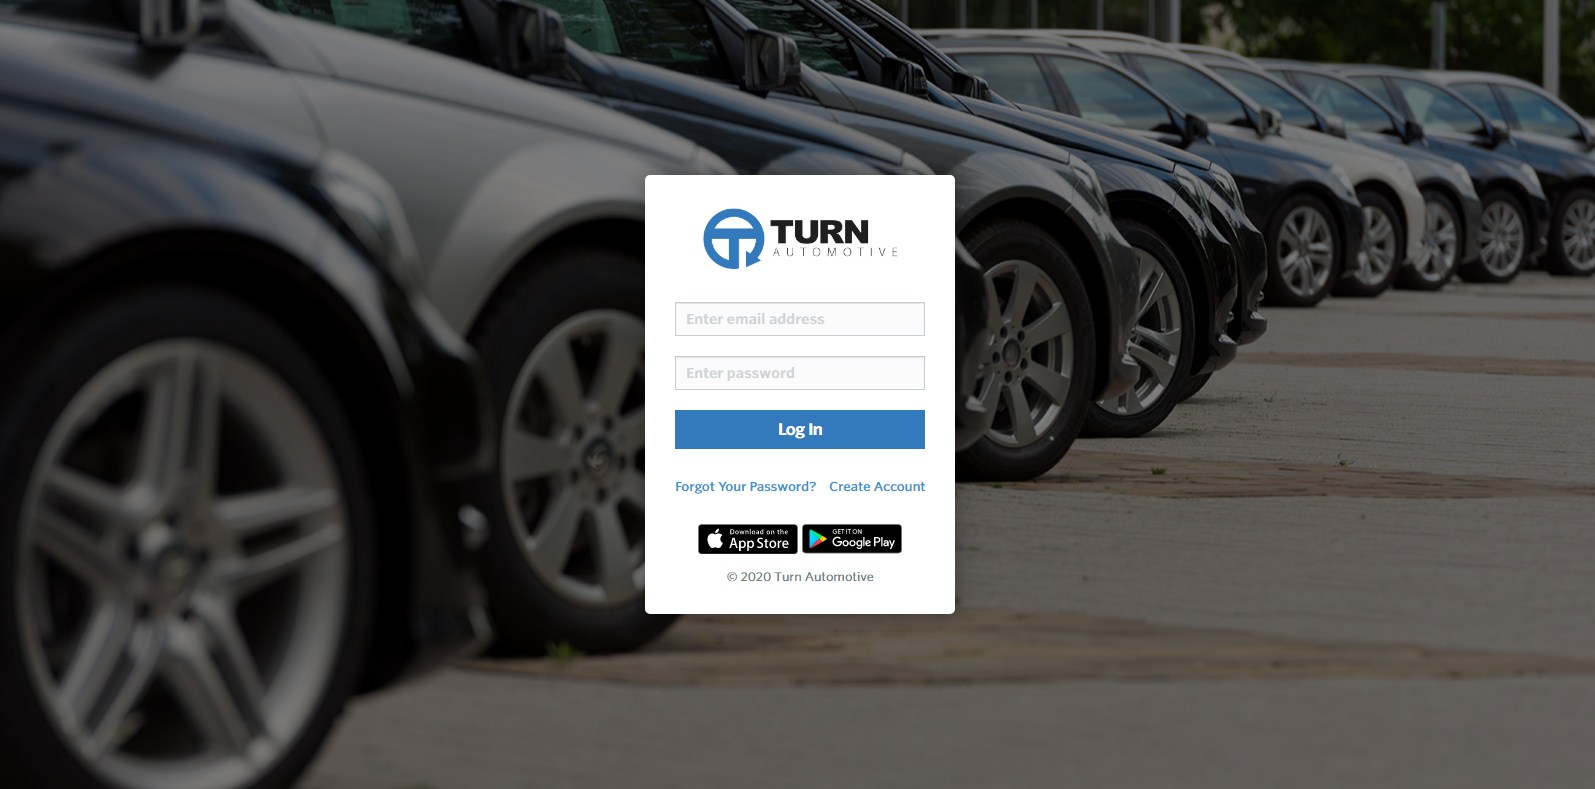 TURN
AUTOMOTIVE
Enter email address
Enter password
Log In
Forgot Your Password? Create Account
Download on the
App Store
GET IT ON
Google Play
© 2020 Turn Automotive